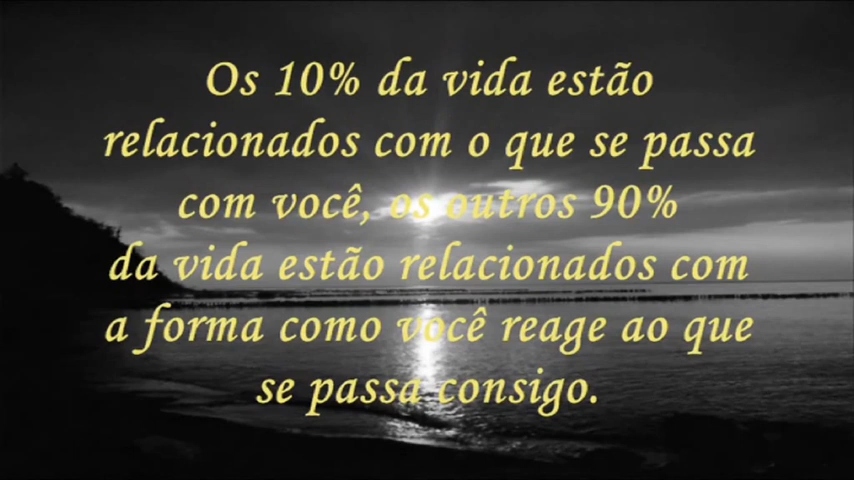 Os 10% da vida estão
relacionados com o que se passa
com você, os outros 90%
da vida estão relacionados com
a forma como você reage ao que
se passa consigo.